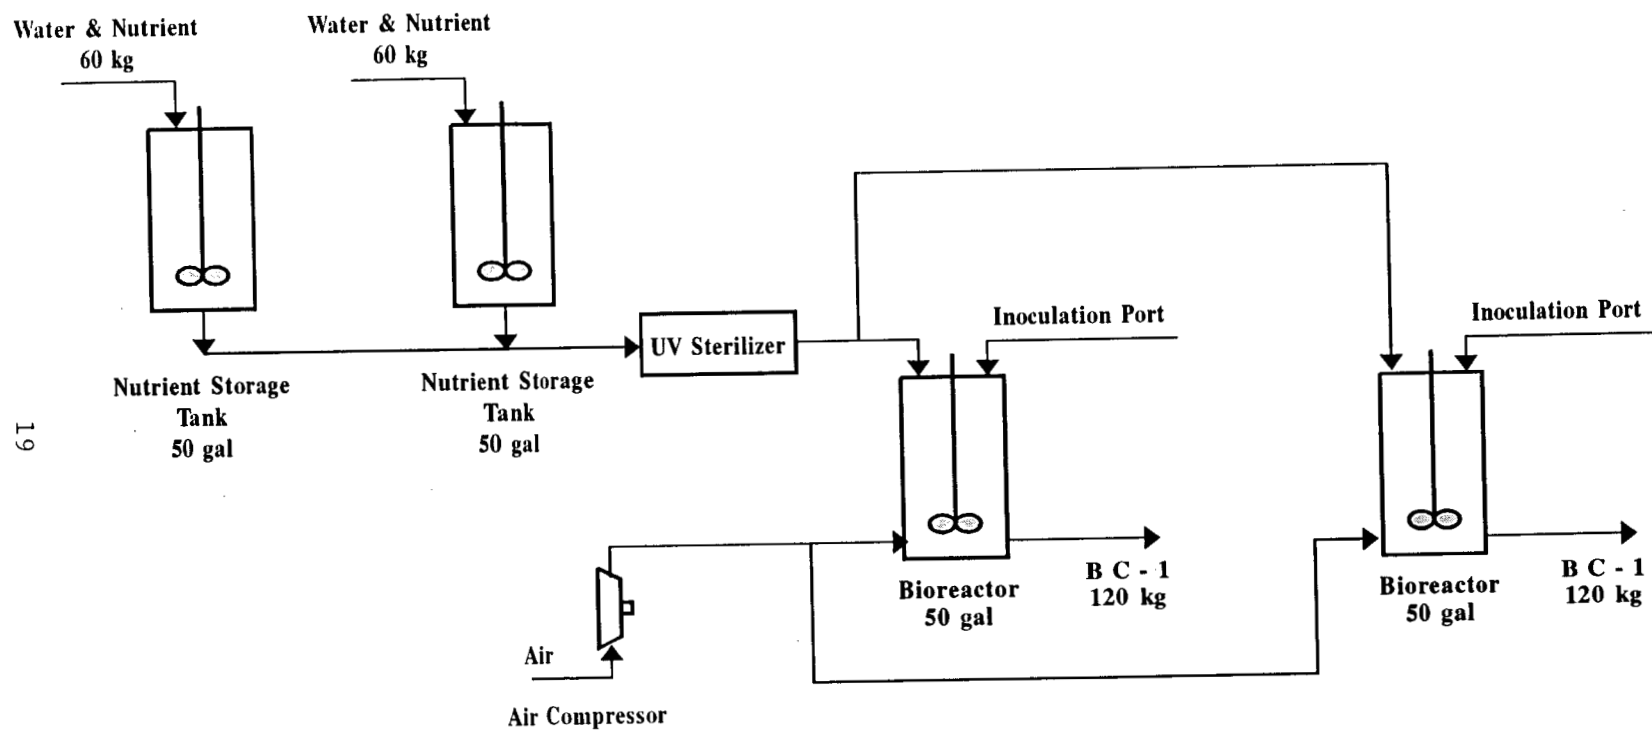 Water & Nutrient
60 kg
Water & Nutrient
60 kg
Nutrient Storage
Tank
50 gal
Nutrient Storage
Tank
50 gal
UV Sterilizer
Inoculation Port
Inoculation Port
Bioreactor
50 gal
B C - 1
120 kg
Bioreactor
50 gal
B C - 1
120 kg
Air
Air Compressor
19